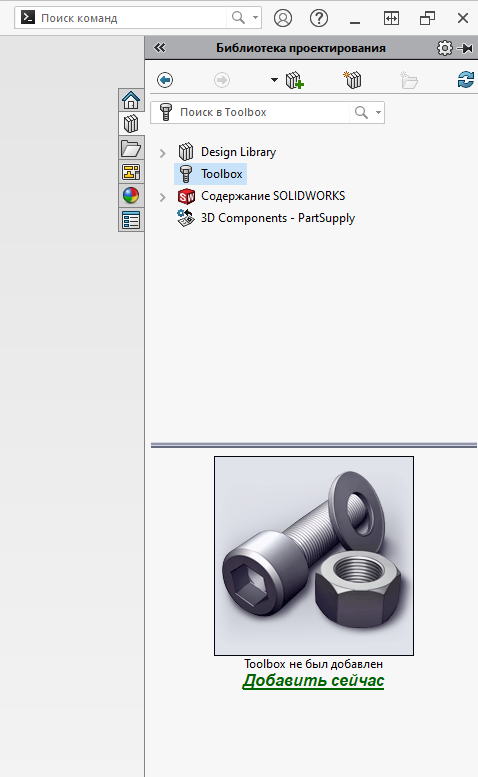 Поиск команд
Библиотека проектирования
Поиск в Toolbox
Design Library
Toolbox
Содержание SOLIDWORKS
3D Components - PartSupply
Toolbox не был добавлен
Добавить сейчас